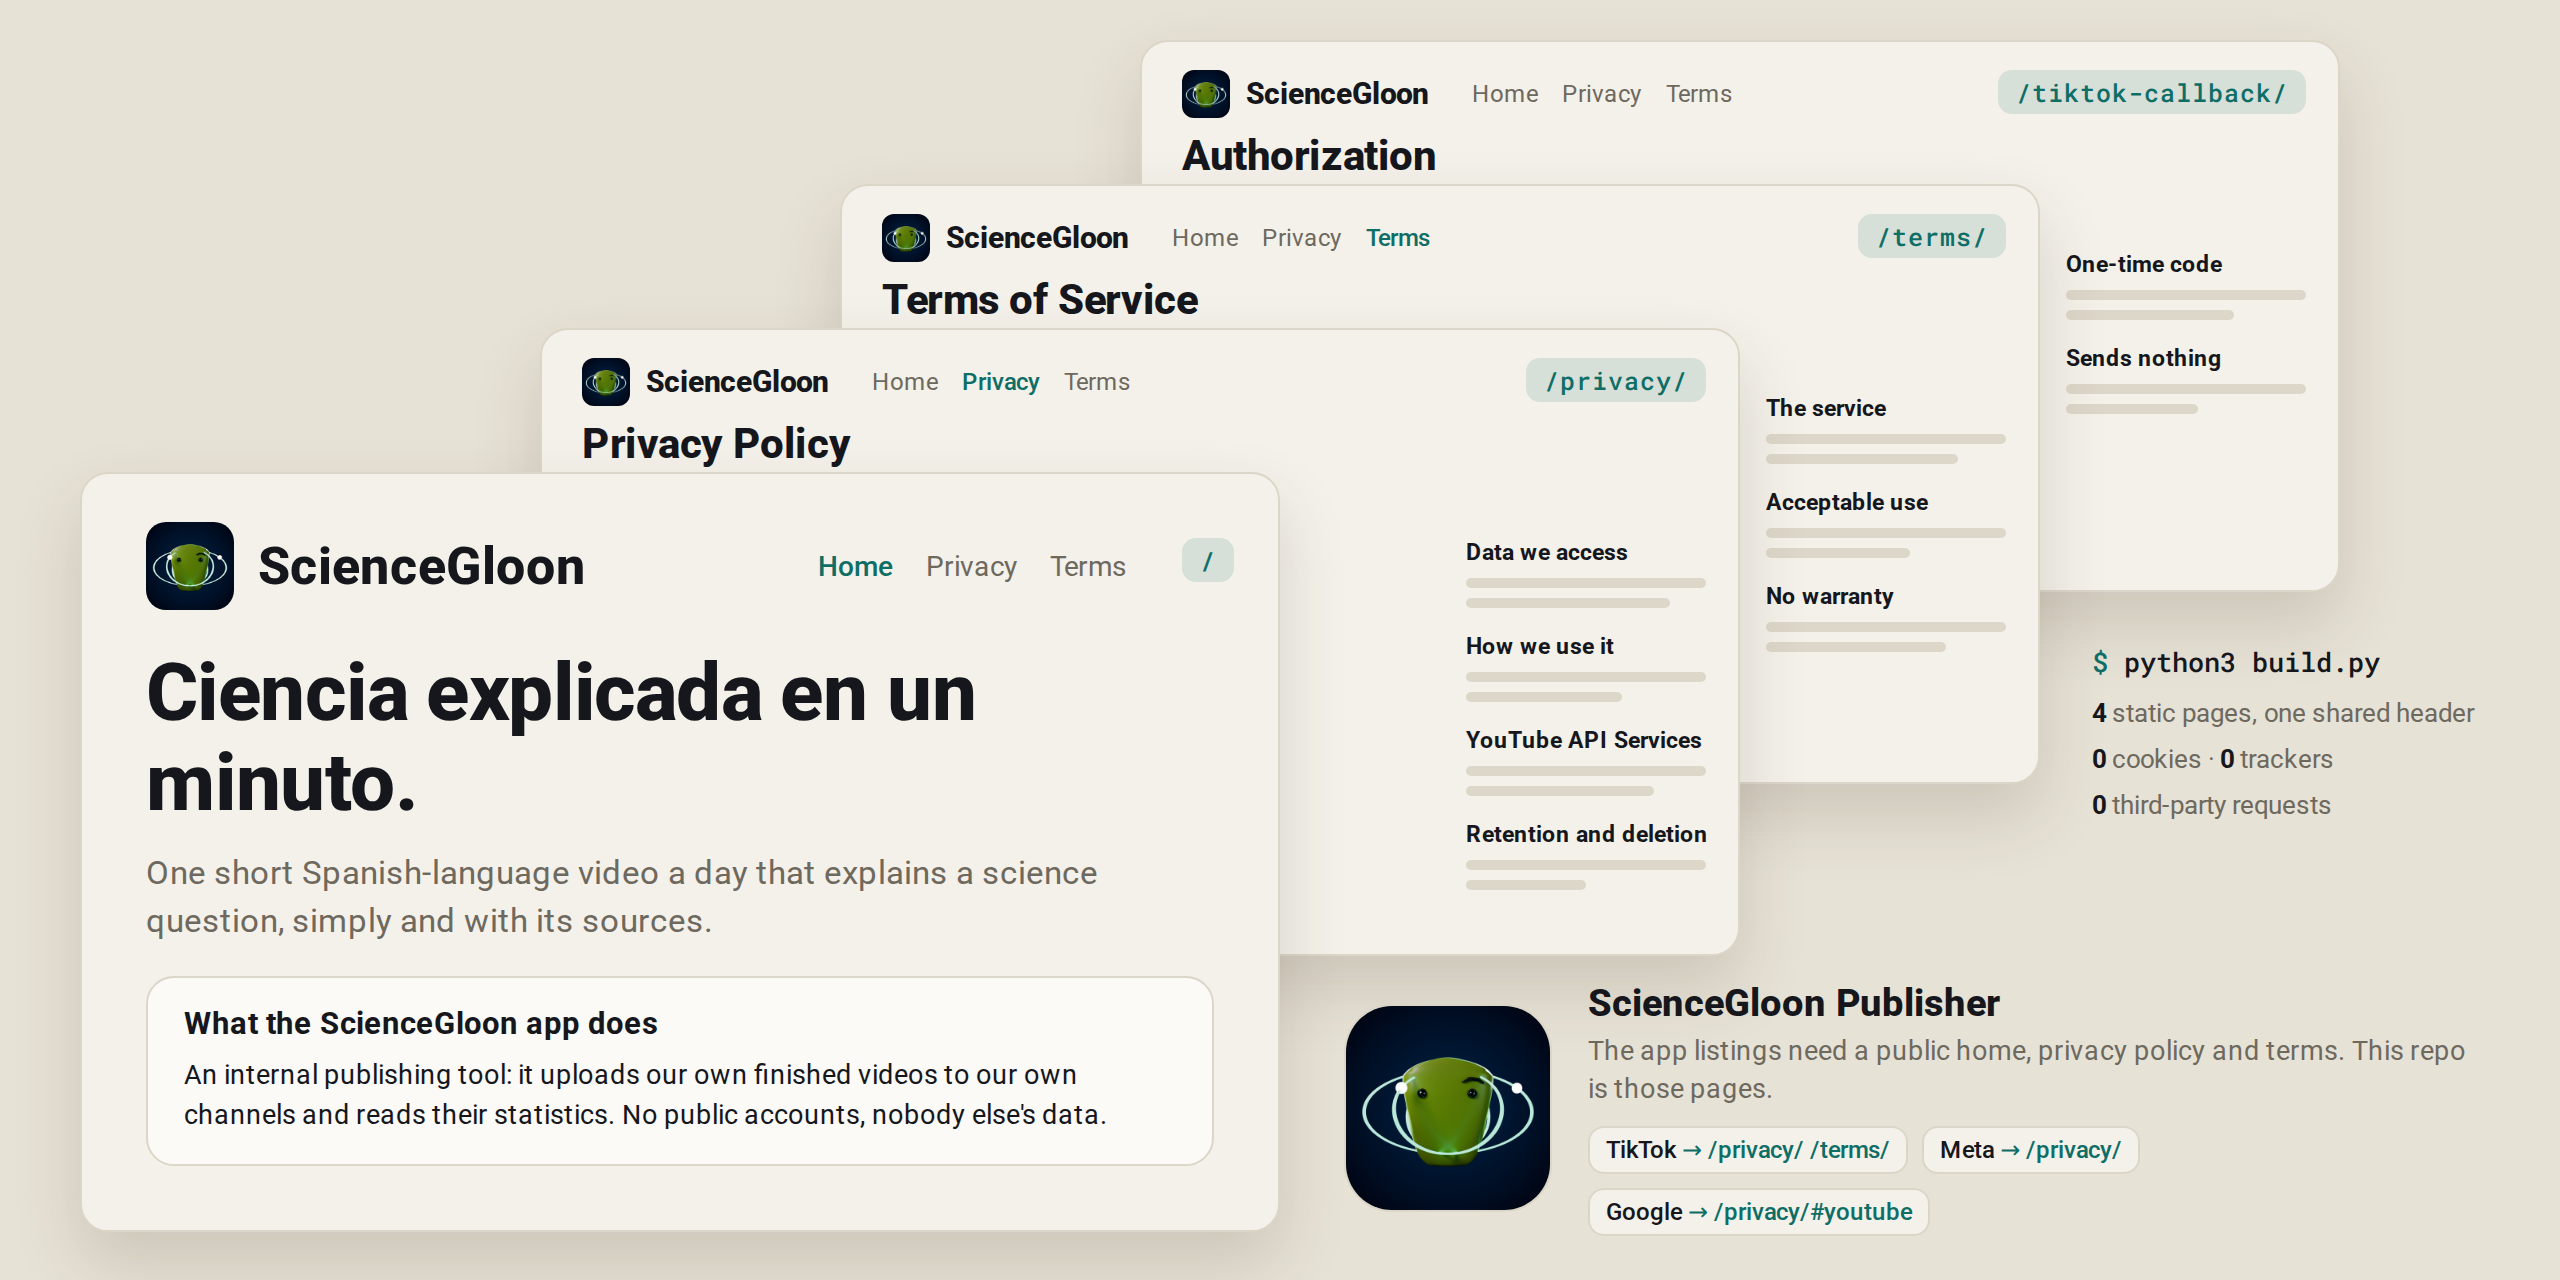 ScienceGloon Home Privacy Terms /tiktok-callback/
Authorization
One-time code
Sends nothing
ScienceGloon Home Privacy Terms /terms/
Terms of Service
The service
Acceptable use
No warranty
ScienceGloon Home Privacy Terms /privacy/
Privacy Policy
Data we access
How we use it
YouTube API Services
Retention and deletion
ScienceGloon Home Privacy Terms /
Ciencia explicada en un
minuto.
One short Spanish-language video a day that explains a science
question, simply and with its sources.
What the ScienceGloon app does
An internal publishing tool: it uploads our own finished videos to our own
channels and reads their statistics. No public accounts, nobody else's data.
$ python3 build.py
4 static pages, one shared header
0 cookies · 0 trackers
0 third-party requests
ScienceGloon Publisher
The app listings need a public home, privacy policy and terms. This repo
is those pages.
TikTok → /privacy/ /terms/ Meta → /privacy/
Google → /privacy/#youtube